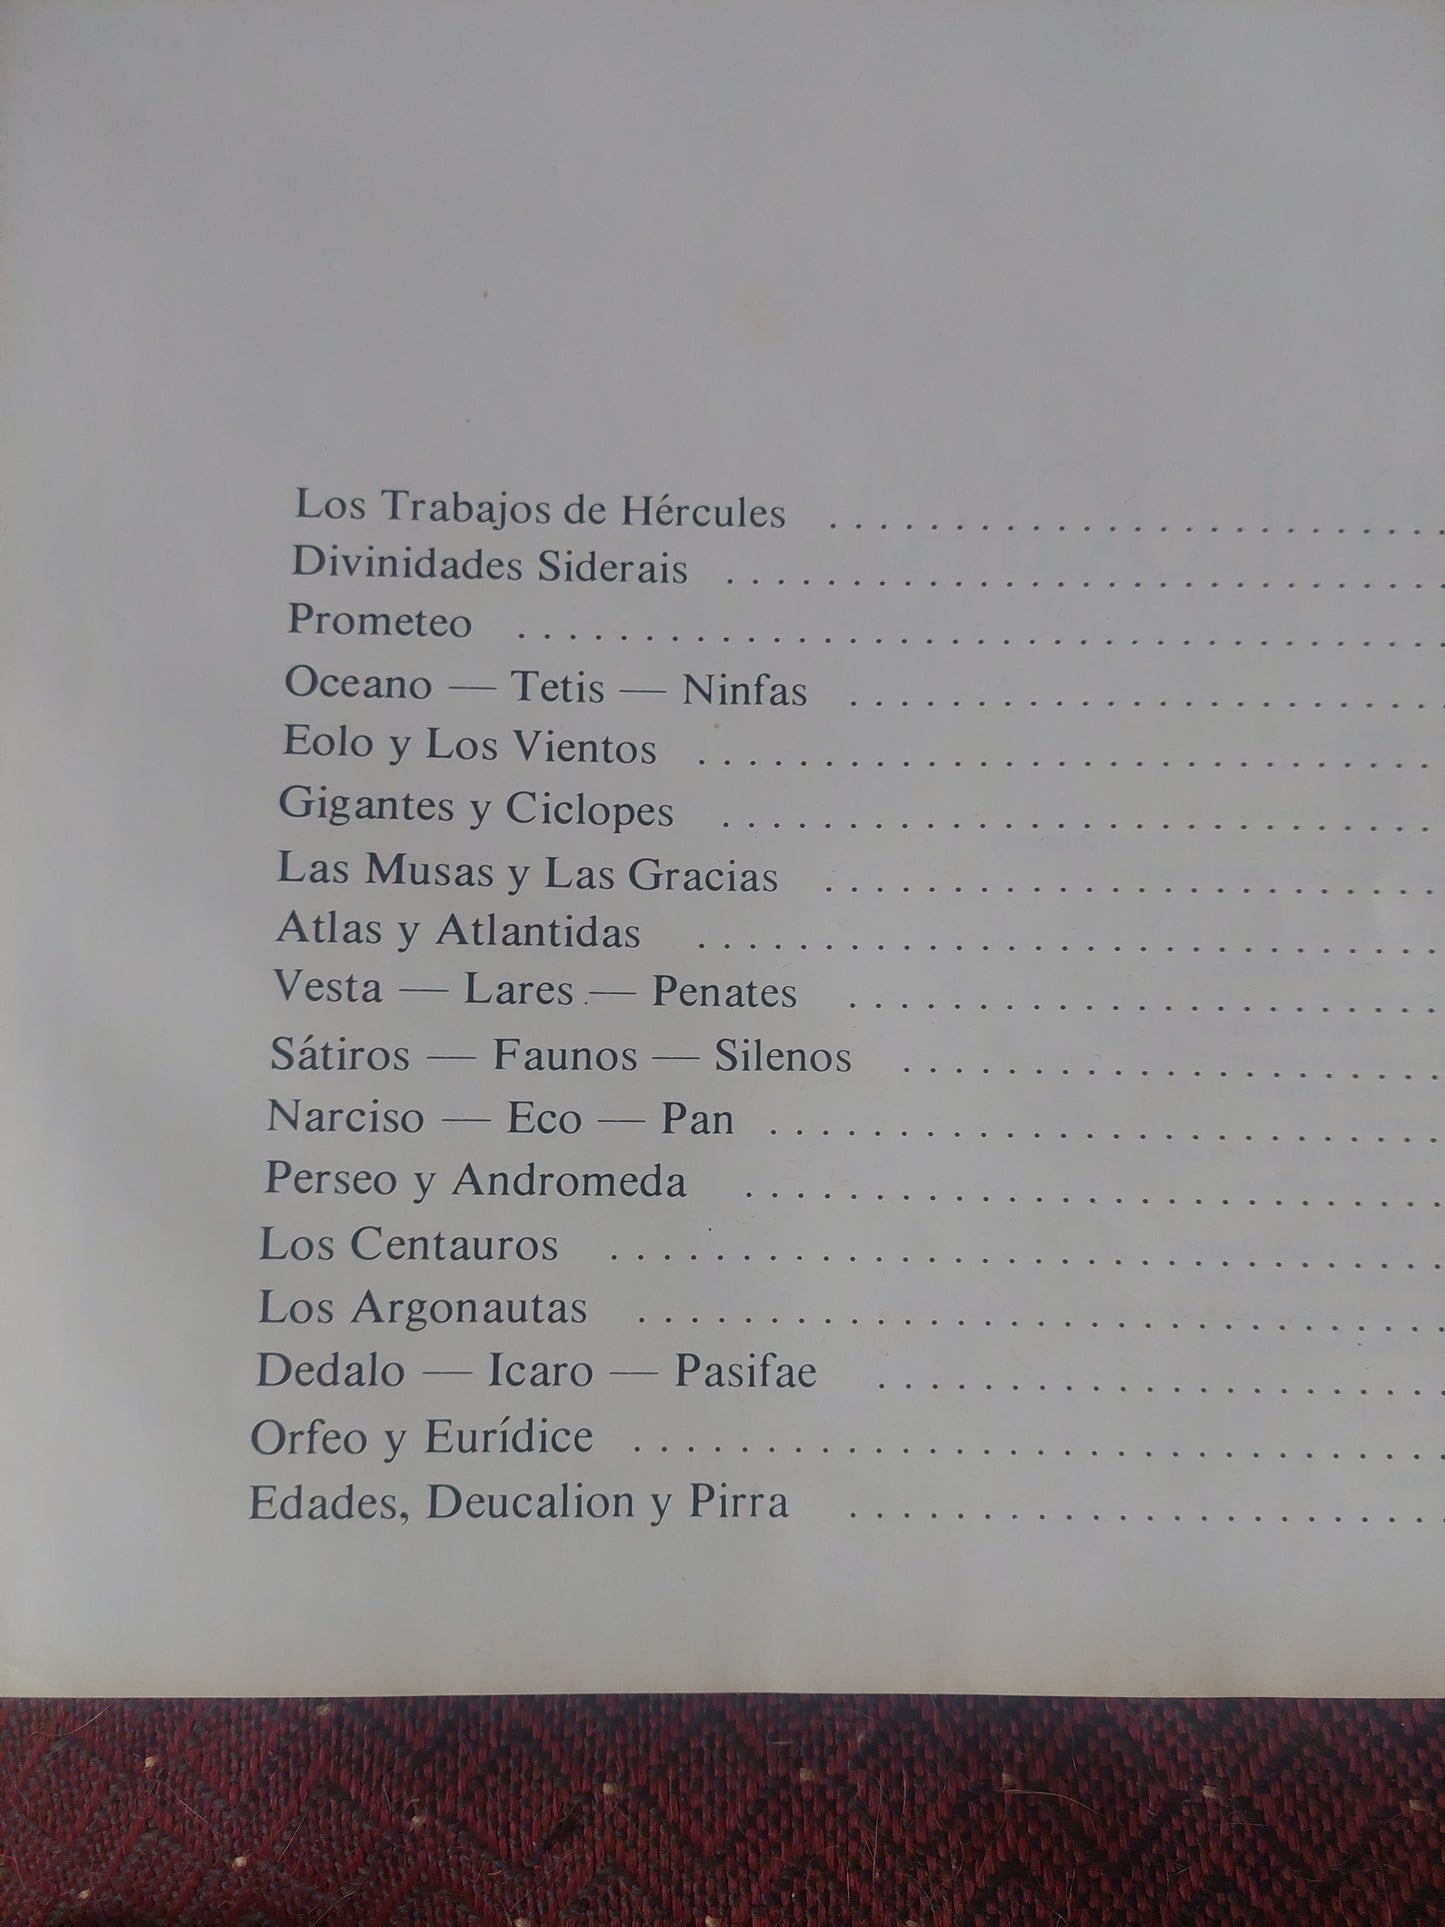 Los Trabajos de Hércules
Divinidades Siderais
Prometeo
Oceano — Tetis — Ninfas
Eolo y Los Vientos
Gigantes y Ciclopes
Las Musas y Las Gracias
Atlas y Atlantidas
Vesta — Lares — Penates
Sátiros — Faunos — Silenos
Narciso — Eco — Pan
Perseo y Andromeda
Los Centauros
Los Argonautas
Dedalo — Icaro — Pasifae
Orfeo y Eurídice
Edades, Deucalion y Pirra